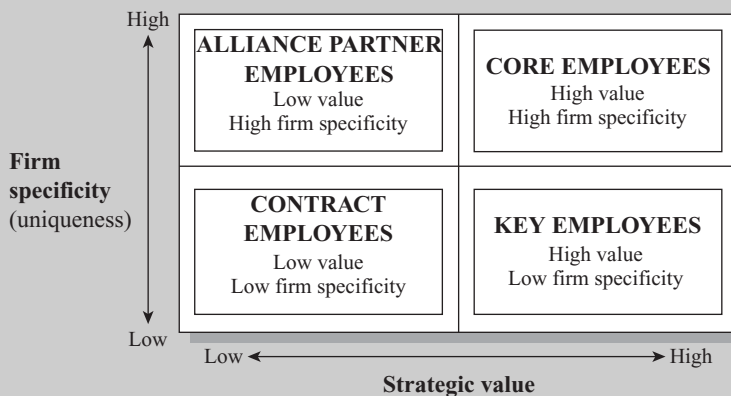 High
ALLIANCE PARTNER
EMPLOYEES
Low value
High firm specificity
CORE EMPLOYEES
High value
High firm specificity
Firm
specificity
(uniqueness)
CONTRACT
EMPLOYEES
Low value
Low firm specificity
KEY EMPLOYEES
High value
Low firm specificity
Low
Low
High
Strategic value